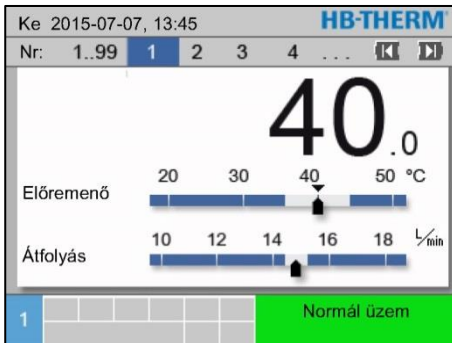 Ke 2015-07-07, 13:45 HB-THERM
Nr: 1..99 1 2 3 4 ...
40.0
20 30 40 50 °C
Előremenő
10 12 14 16 18 L/min
Átfolyás
1 Normál üzem